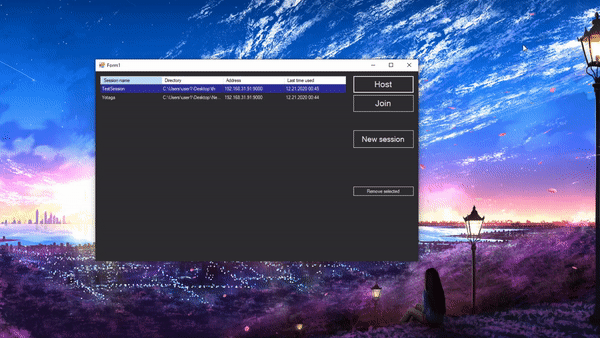 Form1
Session name Directory Address Last time used
TestSession C:\Users\user1\Desktop\th 192.168.31.91:9000 12.21.2020 00:45
C:\Users\user1\Desktop\Ne... 192.168.31.91:9000 12.21.2020 00:44
Host
Join
New session
Remove selected